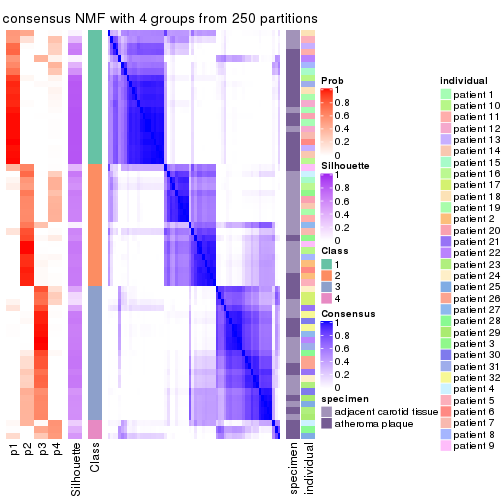 consensus NMF with 4 groups from 250 partitions
p1
p2
p3
p4
Silhouette
Class
specimen
individual
Prob
1
0.8
0.6
0.4
0.2
0
Silhouette
1
0.8
0.6
0.4
0.2
0
Class
1
2
3
4
Consensus
1
0.8
0.6
0.4
0.2
0
specimen
adjacent carotid tissue
atheroma plaque
individual
patient 1
patient 10
patient 11
patient 12
patient 13
patient 14
patient 15
patient 16
patient 17
patient 18
patient 19
patient 2
patient 20
patient 21
patient 22
patient 23
patient 24
patient 25
patient 26
patient 27
patient 28
patient 29
patient 3
patient 30
patient 31
patient 32
patient 4
patient 5
patient 6
patient 7
patient 8
patient 9